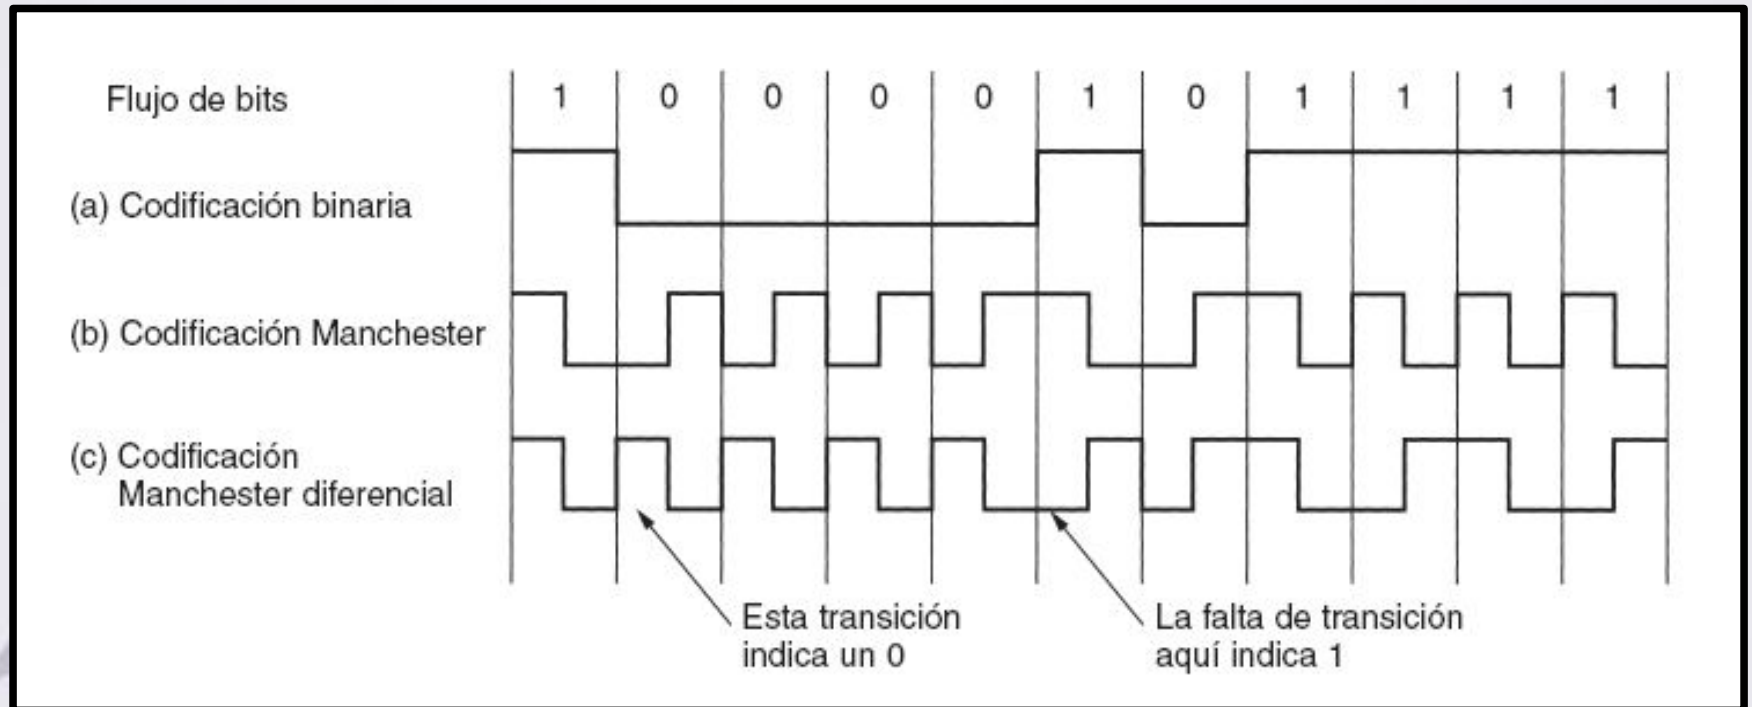 Flujo de bits 1 0 0 0 0 1 0 1 1 1 1
(a) Codificación binaria
(b) Codificación Manchester
(c) Codificación
Manchester diferencial
Esta transición
indica un 0
La falta de transición
aquí indica 1